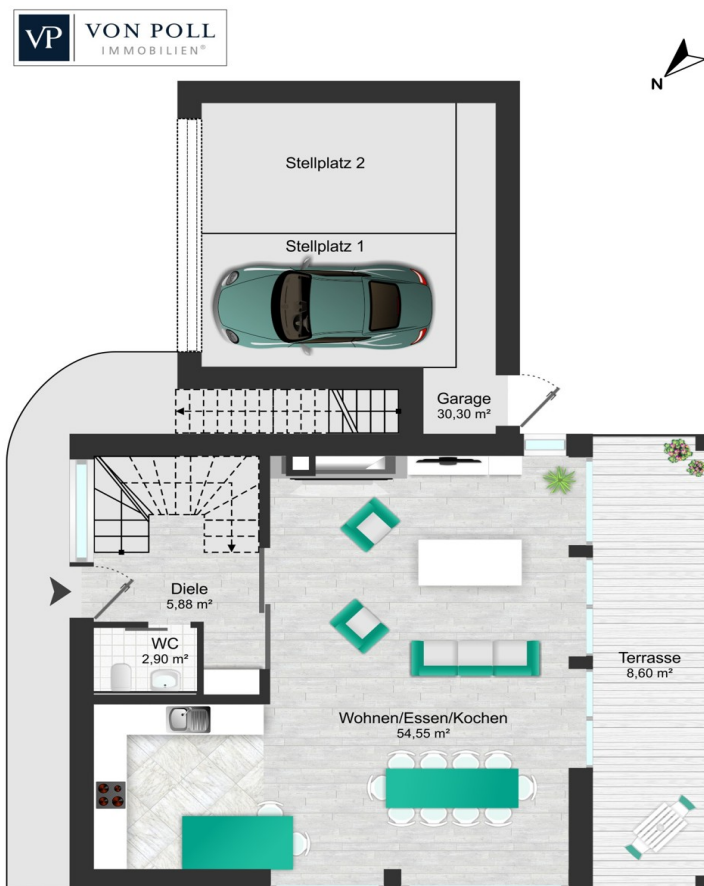 VP VON POLL
IMMOBILIEN®
N
Stellplatz 2
Stellplatz 1
Garage
30,30 m²
Diele
5,88 m²
WC
2,90 m²
Terrasse
8,60 m²
Wohnen/Essen/Kochen
54,55 m²